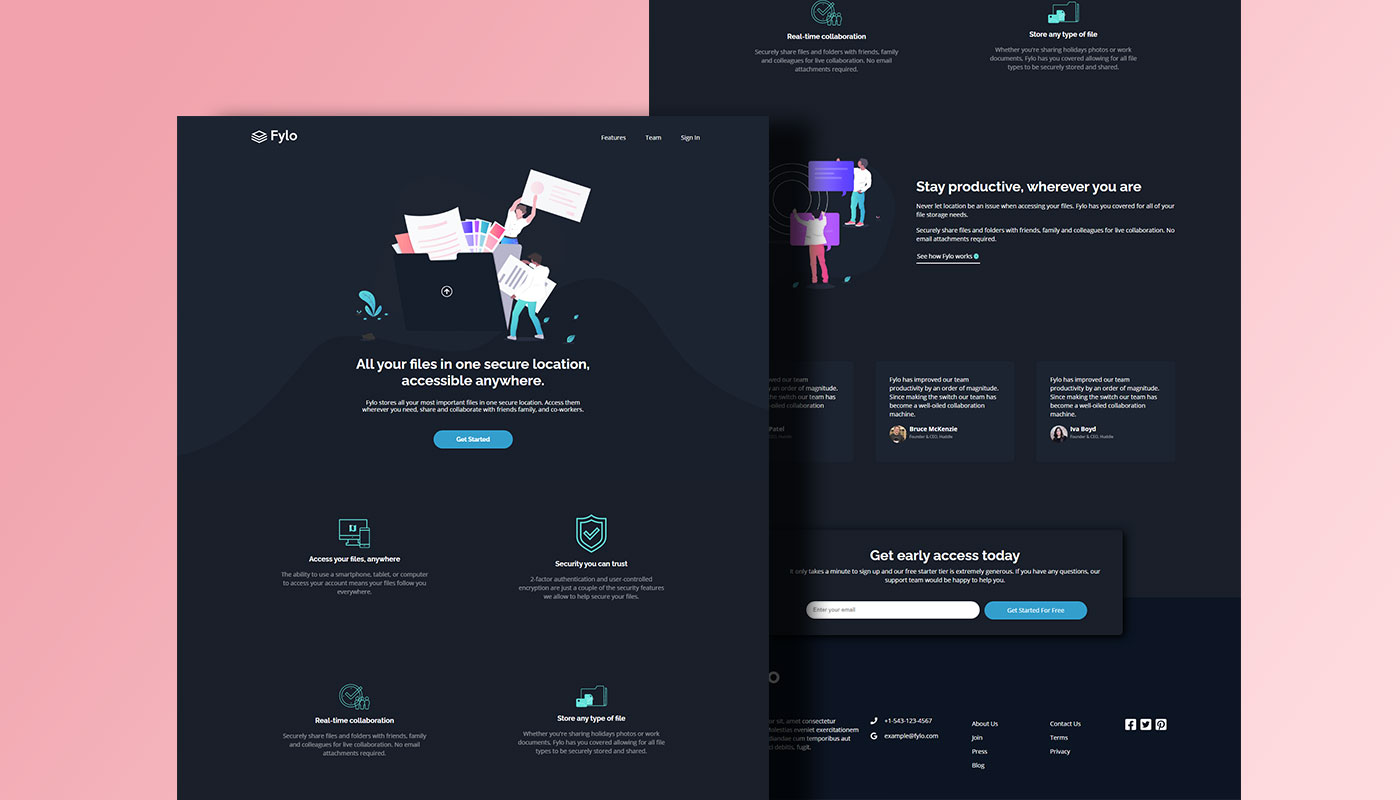 Fylo
Features
Team
Sign In
All your files in one secure location,
accessible anywhere.
Fylo stores all your most important files in one secure location. Access them
wherever you need, share and collaborate with friends family, and co-workers.
Get Started
Access your files, anywhere
The ability to use a smartphone, tablet, or computer
to access your account means your files follow you
everywhere.
Security you can trust
2-factor authentication and user-controlled
encryption are just a couple of the security features
we allow to help secure your files.
Real-time collaboration
Securely share files and folders with friends, family
and colleagues for live collaboration. No email
attachments required.
Store any type of file
Whether you're sharing holidays photos or work
documents, Fylo has you covered allowing for all file
types to be securely stored and shared.
Real-time collaboration
Securely share files and folders with friends, family
and colleagues for live collaboration. No email
attachments required.
Store any type of file
Whether you're sharing holidays photos or work
documents, Fylo has you covered allowing for all file
types to be securely stored and shared.
Stay productive, wherever you are
Never let location be an issue when accessing your files. Fylo has you covered for all of your
file storage needs.
Securely share files and folders with friends, family and colleagues for live collaboration. No
email attachments required.
See how Fylo works
our team
by an order of magnitude.
the switch our team has
well-oiled collaboration
Patel
Founder & CEO, Huddle
Fylo has improved our team
productivity by an order of magnitude.
Since making the switch our team has
become a well-oiled collaboration
machine.
Bruce McKenzie
Founder & CEO, Huddle
Fylo has improved our team
productivity by an order of magnitude.
Since making the switch our team has
become a well-oiled collaboration
machine.
Iva Boyd
Founder & CEO, Huddle
Get early access today
It only takes a minute to sign up and our free starter tier is extremely generous. If you have any questions, our
support team would be happy to help you.
Enter your email
Get Started For Free
sit, amet consectetur
Molestias eveniet exercitationem
cum temporibus aut
debitis, fugit.
+1-543-123-4567
example@fylo.com
About Us
Join
Press
Blog
Contact Us
Terms
Privacy